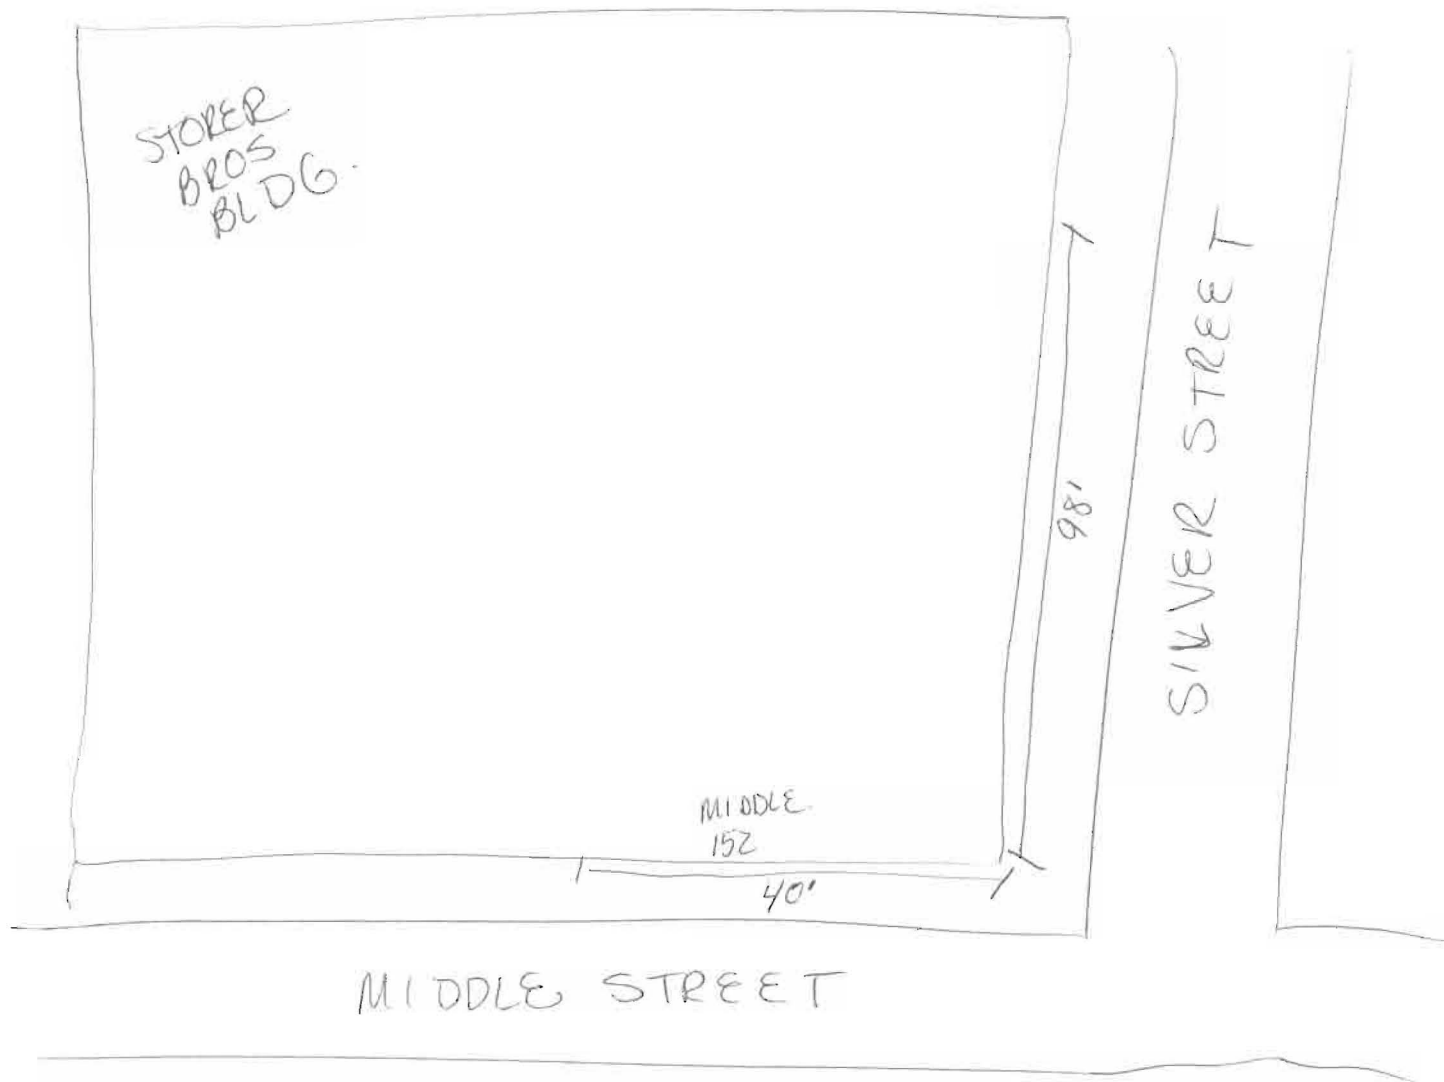 STORER
BROS
BLDG.
SILVER STREET
98'
MIDDLE
152
40'
MIDDLE STREET